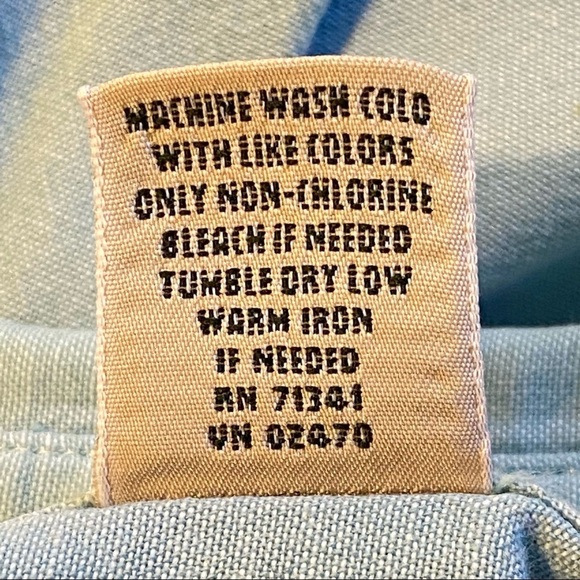 MACHINE WASH COLD
WITH LIKE COLORS
ONLY NON-CHLORINE
BLEACH IF NEEDED
TUMBLE DRY LOW
WARM IRON
IF NEEDED
RN 71341
VN 02470